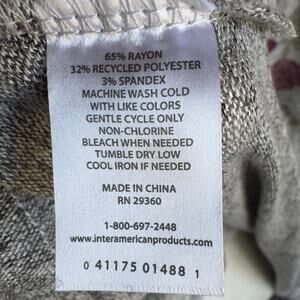 65% RAYON
32% RECYCLED POLYESTER
3% SPANDEX
MACHINE WASH COLD
WITH LIKE COLORS
GENTLE CYCLE ONLY
NON-CHLORINE
BLEACH WHEN NEEDED
TUMBLE DRY LOW
COOL IRON IF NEEDED
MADE IN CHINA
RN 29360
1-800-697-2448
www.interamericanproducts.com
0 41175 01488 1